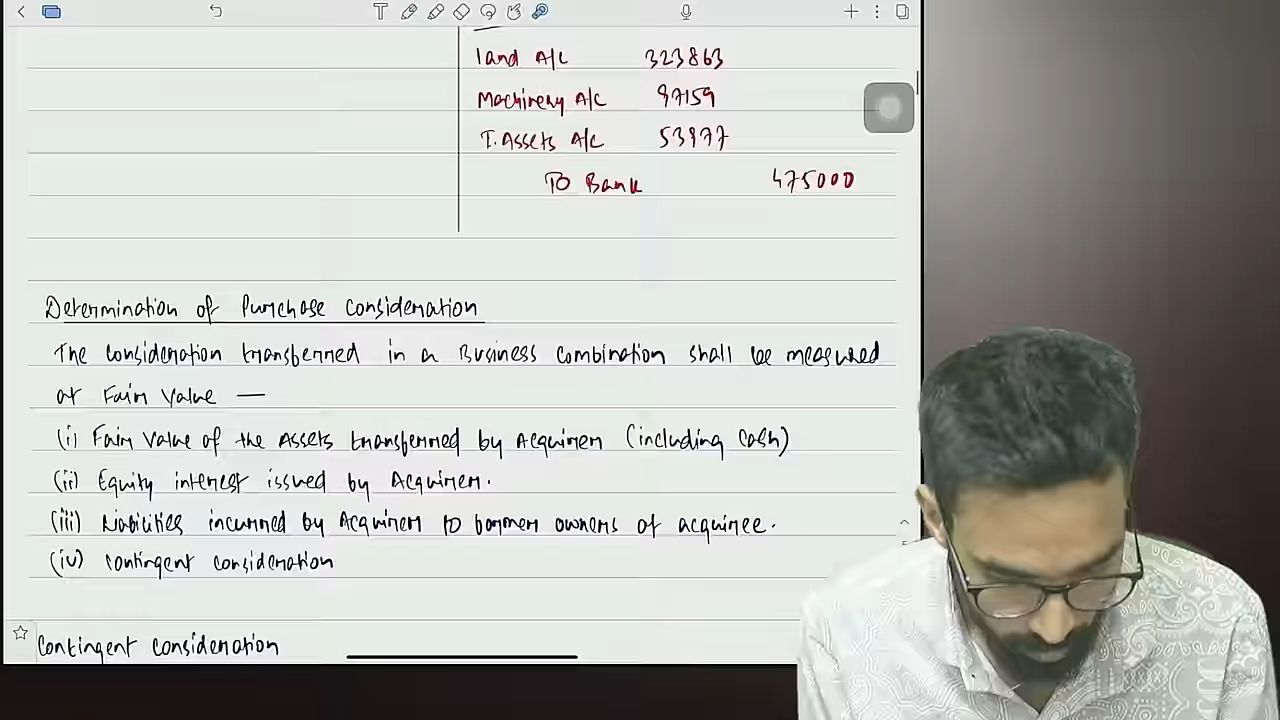 Land A/c 323863
Machinery A/c 97159
I. Assets A/c 53977
To Bank 475000
Determination of Purchase Consideration
The Consideration transferred in a Business Combination shall be measured
at Fair Value —
(i) Fair Value of the Assets transferred by Acquirer (including Cash)
(ii) Equity interest issued by Acquirer.
(iii) Liabilities incurred by Acquirer to former owners of acquiree.
(iv) Contingent Consideration
Contingent Consideration